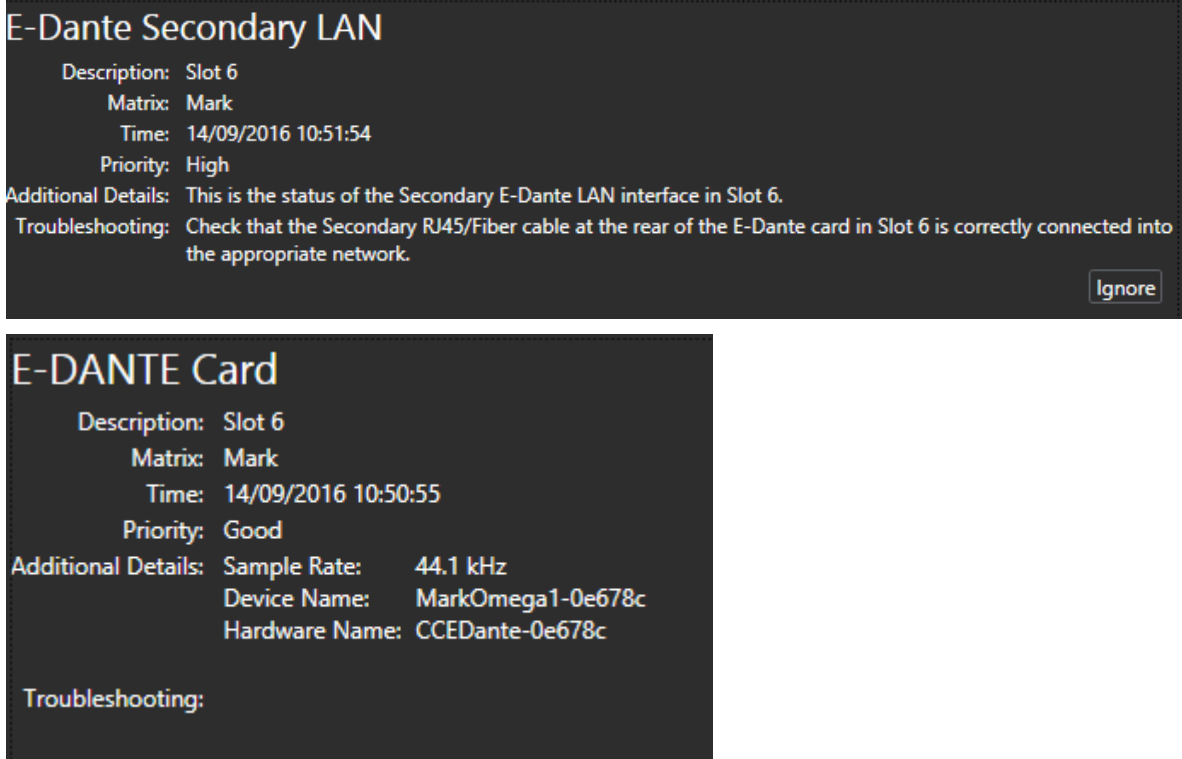 E-Dante Secondary LAN
Description: Slot 6
Matrix: Mark
Time: 14/09/2016 10:51:54
Priority: High
Additional Details: This is the status of the Secondary E-Dante LAN interface in Slot 6.
Troubleshooting: Check that the Secondary RJ45/Fiber cable at the rear of the E-Dante card in Slot 6 is correctly connected into
the appropriate network.
Ignore
E-DANTE Card
Description: Slot 6
Matrix: Mark
Time: 14/09/2016 10:50:55
Priority: Good
Additional Details: Sample Rate: 44.1 kHz
Device Name: MarkOmega1-0e678c
Hardware Name: CCEDante-0e678c
Troubleshooting: